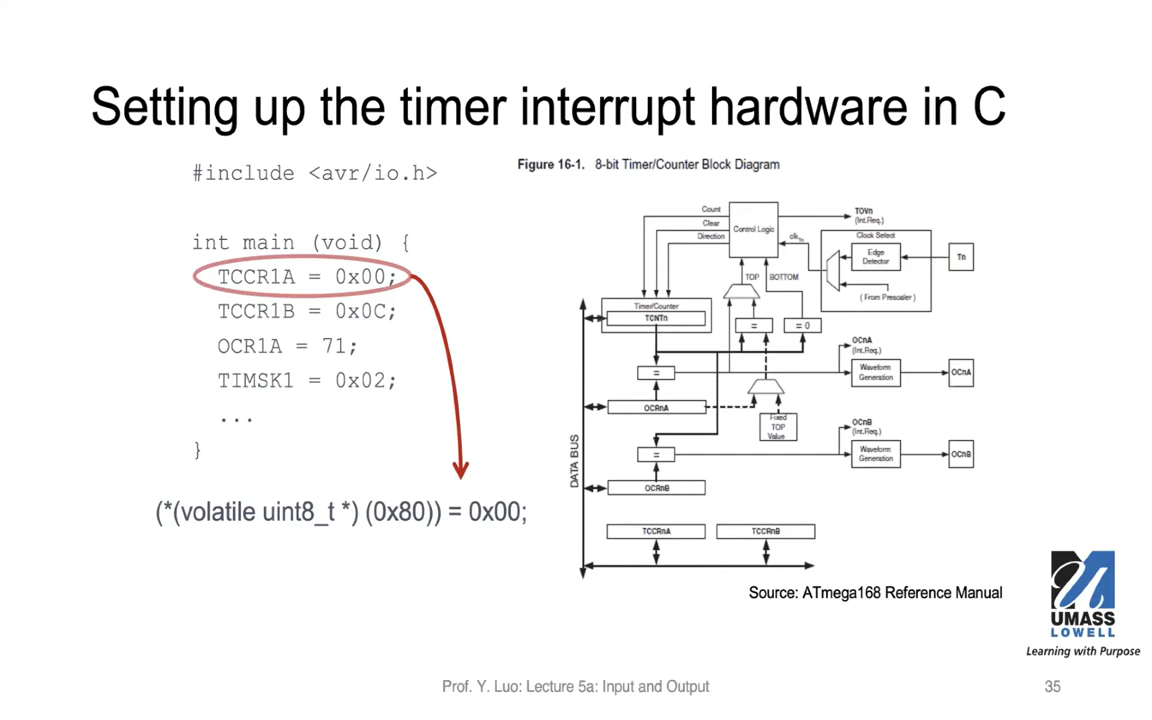 Setting up the timer interrupt hardware in C
#include <avr/io.h>
int main (void) {
TCCR1A = 0x00;
TCCR1B = 0x0C;
OCR1A = 71;
TIMSK1 = 0x02;
...
}
(*(volatile uint8_t *) (0x80)) = 0x00;
Figure 16-1. 8-bit Timer/Counter Block Diagram
Count
Clear
Direction
Control Logic
TOVn
(Int.Req.)
clkTn
Clock Select
Edge
Detector
Tn
(From Prescaler)
TOP
BOTTOM
Timer/Counter
TCNTn
=
= 0
OCnA
(Int.Req.)
=
Waveform
Generation
OCnA
OCRnA
Fixed
TOP
Value
OCnB
(Int.Req.)
=
Waveform
Generation
OCnB
OCRnB
DATA BUS
TCCRnA
TCCRnB
Source: ATmega168 Reference Manual
UMASS
LOWELL
Learning with Purpose
Prof. Y. Luo: Lecture 5a: Input and Output
35